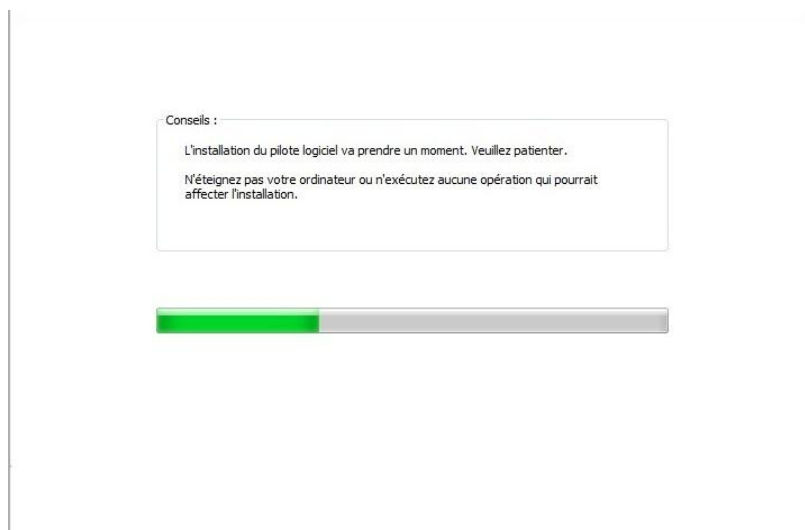 Conseils :
L'installation du pilote logiciel va prendre un moment. Veuillez patienter.
N'éteignez pas votre ordinateur ou n'exécutez aucune opération qui pourrait
affecter l'installation.